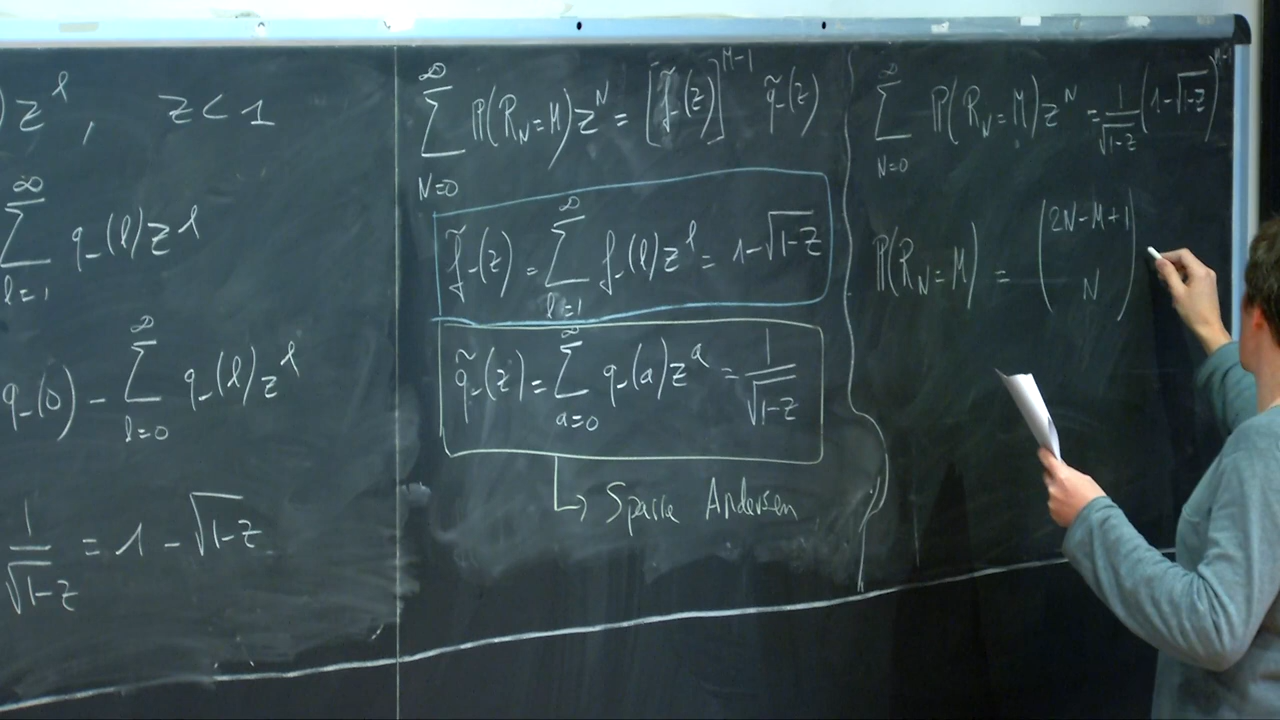 ) z^l , z < 1
∞
∑ q_-(l) z^l
l=1
q_-(0) - ∑_{l=0}^{∞} q_-(l) z^l
1/√(1-z) = 1 - √(1-z)
∑_{N=0}^{∞} P(R_N = M) z^N = [f̃_-(z)]^{M-1} q̃_-(z)
f̃_-(z) = ∑_{l=1}^{∞} f_-(l) z^l = 1 - √(1-z)
q̃_-(z) = ∑_{a=0}^{∞} q_-(a) z^a = 1/√(1-z)
↳ Sparre Andersen
∑_{N=0}^{∞} P(R_N = M) z^N = 1/√(1-z) (1 - √(1-z))^{M-1}
P(R_N = M) = (2N-M+1 N)